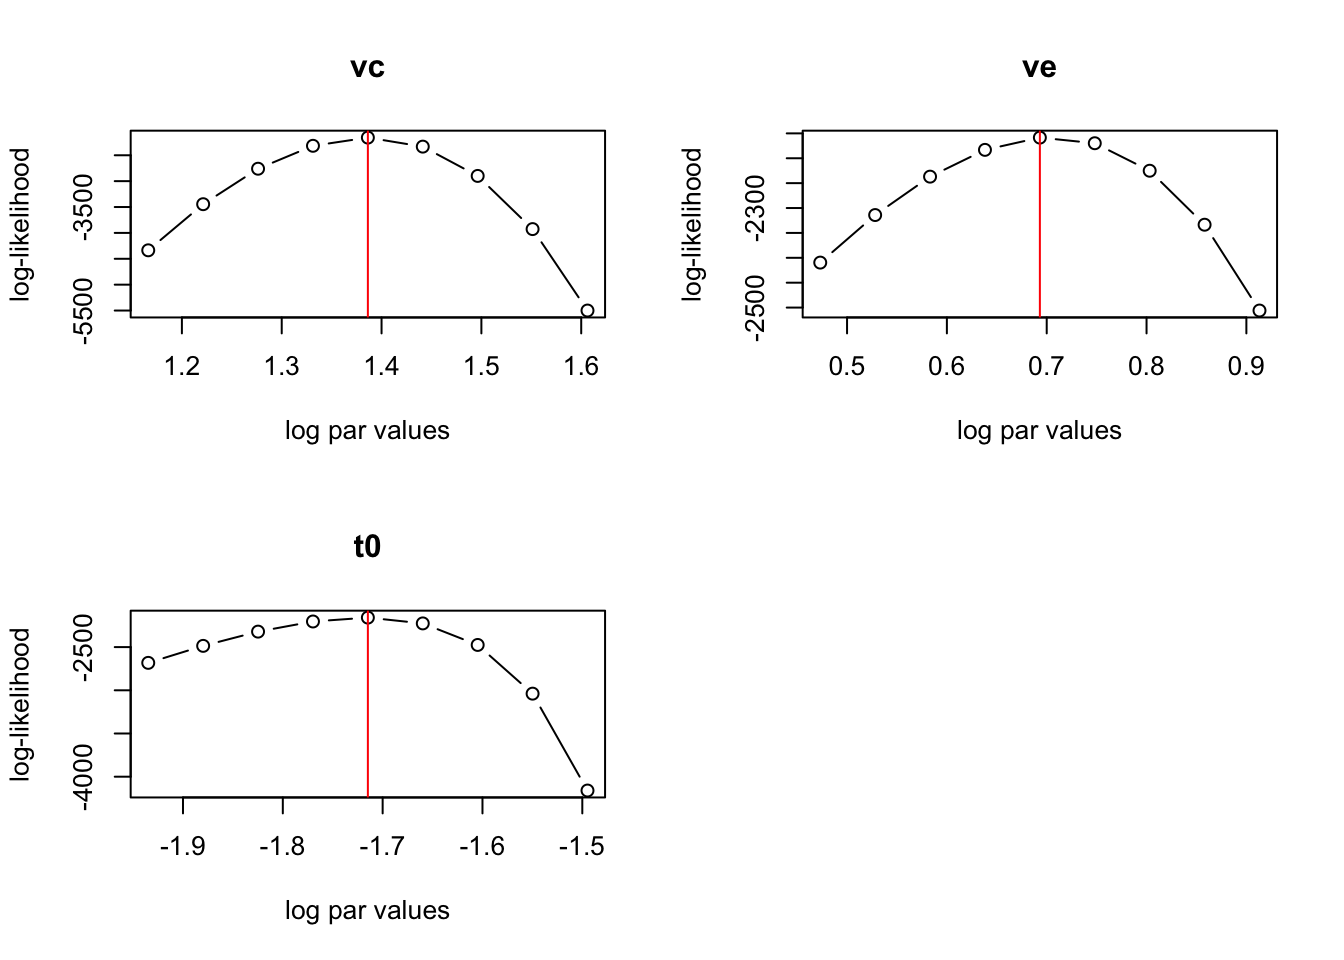 vc
log-likelihood
-3500
-5500
1.2 1.3 1.4 1.5 1.6
log par values
ve
log-likelihood
-2300
-2500
0.5 0.6 0.7 0.8 0.9
log par values
t0
log-likelihood
-2500
-4000
-1.9 -1.8 -1.7 -1.6 -1.5
log par values